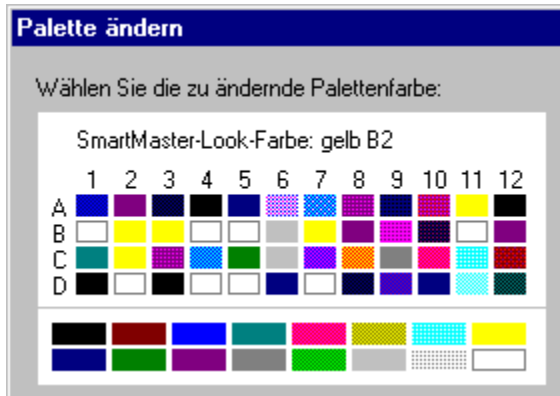 Palette ändern
Wählen Sie die zu ändernde Palettenfarbe:
SmartMaster-Look-Farbe: gelb B2
1 2 3 4 5 6 7 8 9 10 11 12
A
B
C
D